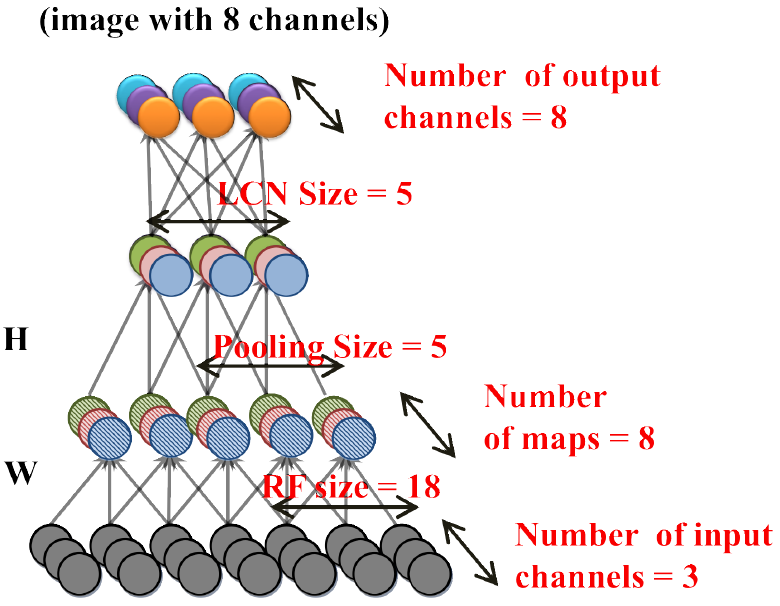 (image with 8 channels)
Number of output
channels = 8
LCN Size = 5
H
Pooling Size = 5
Number
of maps = 8
W
RF size = 18
Number of input
channels = 3